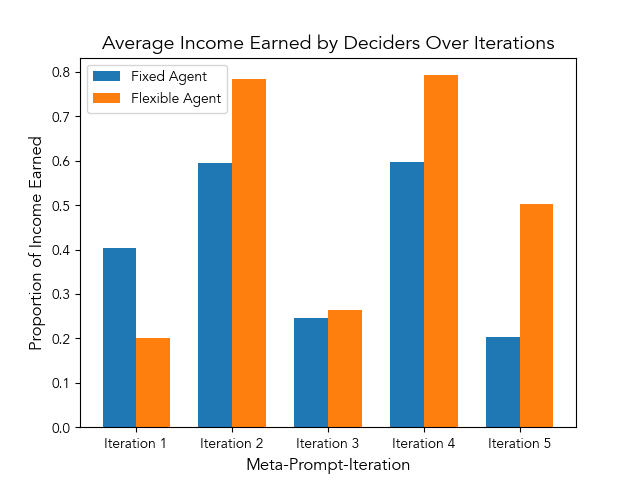 Average Income Earned by Deciders Over Iterations
Fixed Agent
Flexible Agent
Proportion of Income Earned
0.8
0.7
0.6
0.5
0.4
0.3
0.2
0.1
0.0
Iteration 1
Iteration 2
Iteration 3
Iteration 4
Iteration 5
Meta-Prompt-Iteration